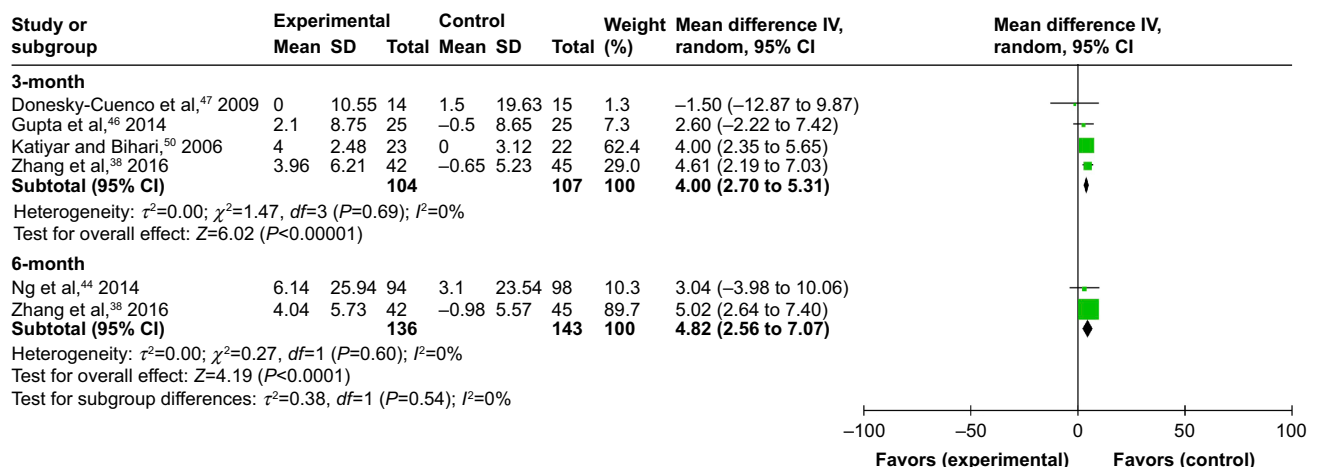 Study or subgroup Experimental Control Weight (%) Mean difference IV, random, 95% CI Mean difference IV, random, 95% CI
Mean SD Total Mean SD Total
3-month
Donesky-Cuenco et al,47 2009 0 10.55 14 1.5 19.63 15 1.3 –1.50 (–12.87 to 9.87)
Gupta et al,46 2014 2.1 8.75 25 –0.5 8.65 25 7.3 2.60 (–2.22 to 7.42)
Katiyar and Bihari,50 2006 4 2.48 23 0 3.12 22 62.4 4.00 (2.35 to 5.65)
Zhang et al,38 2016 3.96 6.21 42 –0.65 5.23 45 29.0 4.61 (2.19 to 7.03)
Subtotal (95% CI) 104 107 100 4.00 (2.70 to 5.31)
Heterogeneity: τ²=0.00; χ²=1.47, df=3 (P=0.69); I²=0%
Test for overall effect: Z=6.02 (P<0.00001)
6-month
Ng et al,44 2014 6.14 25.94 94 3.1 23.54 98 10.3 3.04 (–3.98 to 10.06)
Zhang et al,38 2016 4.04 5.73 42 –0.98 5.57 45 89.7 5.02 (2.64 to 7.40)
Subtotal (95% CI) 136 143 100 4.82 (2.56 to 7.07)
Heterogeneity: τ²=0.00; χ²=0.27, df=1 (P=0.60); I²=0%
Test for overall effect: Z=4.19 (P<0.0001)
Test for subgroup differences: τ²=0.38, df=1 (P=0.54); I²=0%
–100 –50 0 50 100
Favors (experimental) Favors (control)